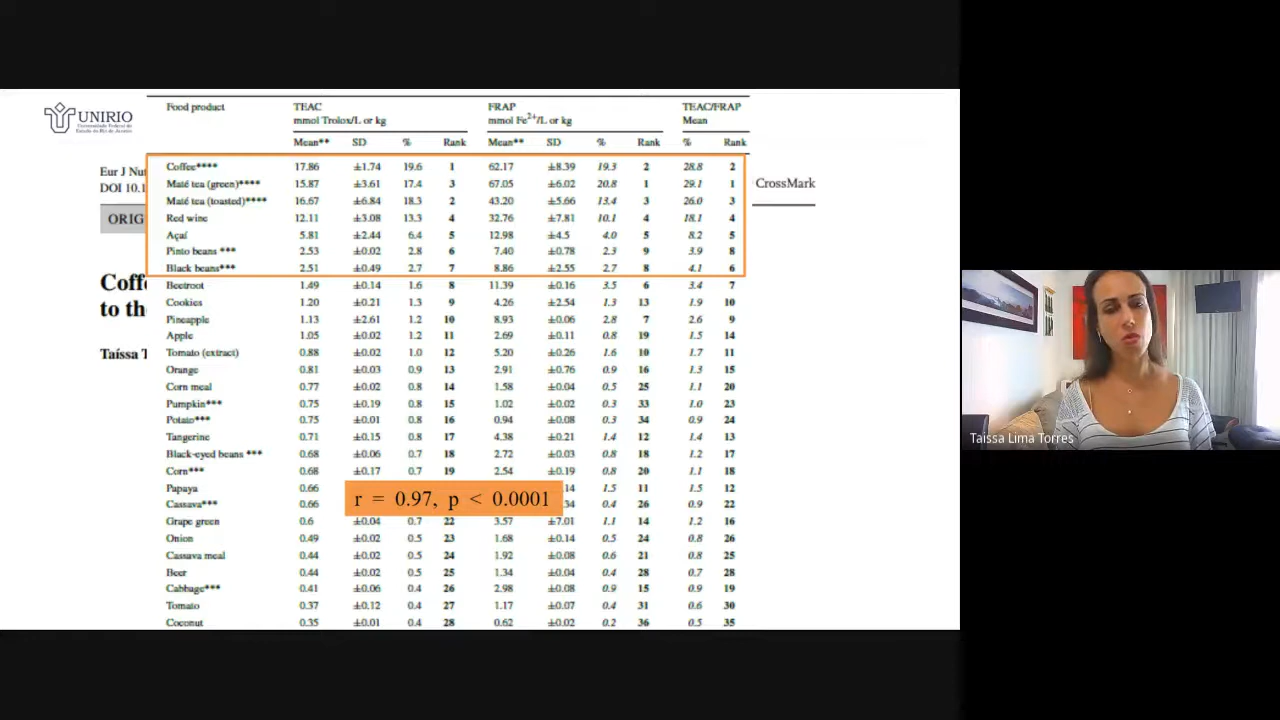 UNIRIO
Universidade Federal do
Estado do Rio de Janeiro
Eur J Nu
DOI 10.1
ORIG
Coffe
to the
Taíssa T
CrossMark
Food product TEAC FRAP TEAC/FRAP
mmol Trolox/L or kg mmol Fe2+/L or kg Mean
Mean** SD % Rank Mean** SD % Rank % Rank
Coffee**** 17.86 ±1.74 19.6 1 62.17 ±8.39 19.3 2 28.8 2
Maté tea (green)**** 15.87 ±3.61 17.4 3 67.05 ±6.02 20.8 1 29.1 1
Maté tea (toasted)**** 16.67 ±6.84 18.3 2 43.20 ±5.66 13.4 3 26.0 3
Red wine 12.11 ±3.08 13.3 4 32.76 ±7.81 10.1 4 18.1 4
Açaí 5.81 ±2.44 6.4 5 12.98 ±4.5 4.0 5 8.2 5
Pinto beans *** 2.53 ±0.02 2.8 6 7.40 ±0.78 2.3 9 3.9 8
Black beans*** 2.51 ±0.49 2.7 7 8.86 ±2.55 2.7 8 4.1 6
Beetroot 1.49 ±0.14 1.6 8 11.39 ±0.16 3.5 6 3.4 7
Cookies 1.20 ±0.21 1.3 9 4.26 ±2.54 1.3 13 1.9 10
Pineapple 1.13 ±2.61 1.2 10 8.93 ±0.06 2.8 7 2.6 9
Apple 1.05 ±0.02 1.2 11 2.69 ±0.11 0.8 19 1.5 14
Tomato (extract) 0.88 ±0.02 1.0 12 5.20 ±0.26 1.6 10 1.7 11
Orange 0.81 ±0.03 0.9 13 2.91 ±0.76 0.9 16 1.3 15
Corn meal 0.77 ±0.02 0.8 14 1.58 ±0.04 0.5 25 1.1 20
Pumpkin*** 0.75 ±0.19 0.8 15 1.02 ±0.02 0.3 33 1.0 23
Potato*** 0.75 ±0.01 0.8 16 0.94 ±0.08 0.3 34 0.9 24
Tangerine 0.71 ±0.15 0.8 17 4.38 ±0.21 1.4 12 1.4 13
Black-eyed beans *** 0.68 ±0.06 0.7 18 2.72 ±0.03 0.8 18 1.2 17
Corn*** 0.68 ±0.17 0.7 19 2.54 ±0.19 0.8 20 1.1 18
Papaya 0.66 .14 1.5 11 1.5 12
Cassava*** 0.66 .34 0.4 26 0.9 22
r = 0.97, p < 0.0001
Grape green 0.6 ±0.04 0.7 22 3.57 ±7.01 1.1 14 1.2 16
Onion 0.49 ±0.02 0.5 23 1.68 ±0.14 0.5 24 0.8 26
Cassava meal 0.44 ±0.02 0.5 24 1.92 ±0.08 0.6 21 0.8 25
Beer 0.44 ±0.02 0.5 25 1.34 ±0.04 0.4 28 0.7 28
Cabbage*** 0.41 ±0.06 0.4 26 2.98 ±0.08 0.9 15 0.9 19
Tomato 0.37 ±0.12 0.4 27 1.17 ±0.07 0.4 31 0.6 30
Coconut 0.35 ±0.01 0.4 28 0.62 ±0.02 0.2 36 0.5 35
Taissa Lima Torres